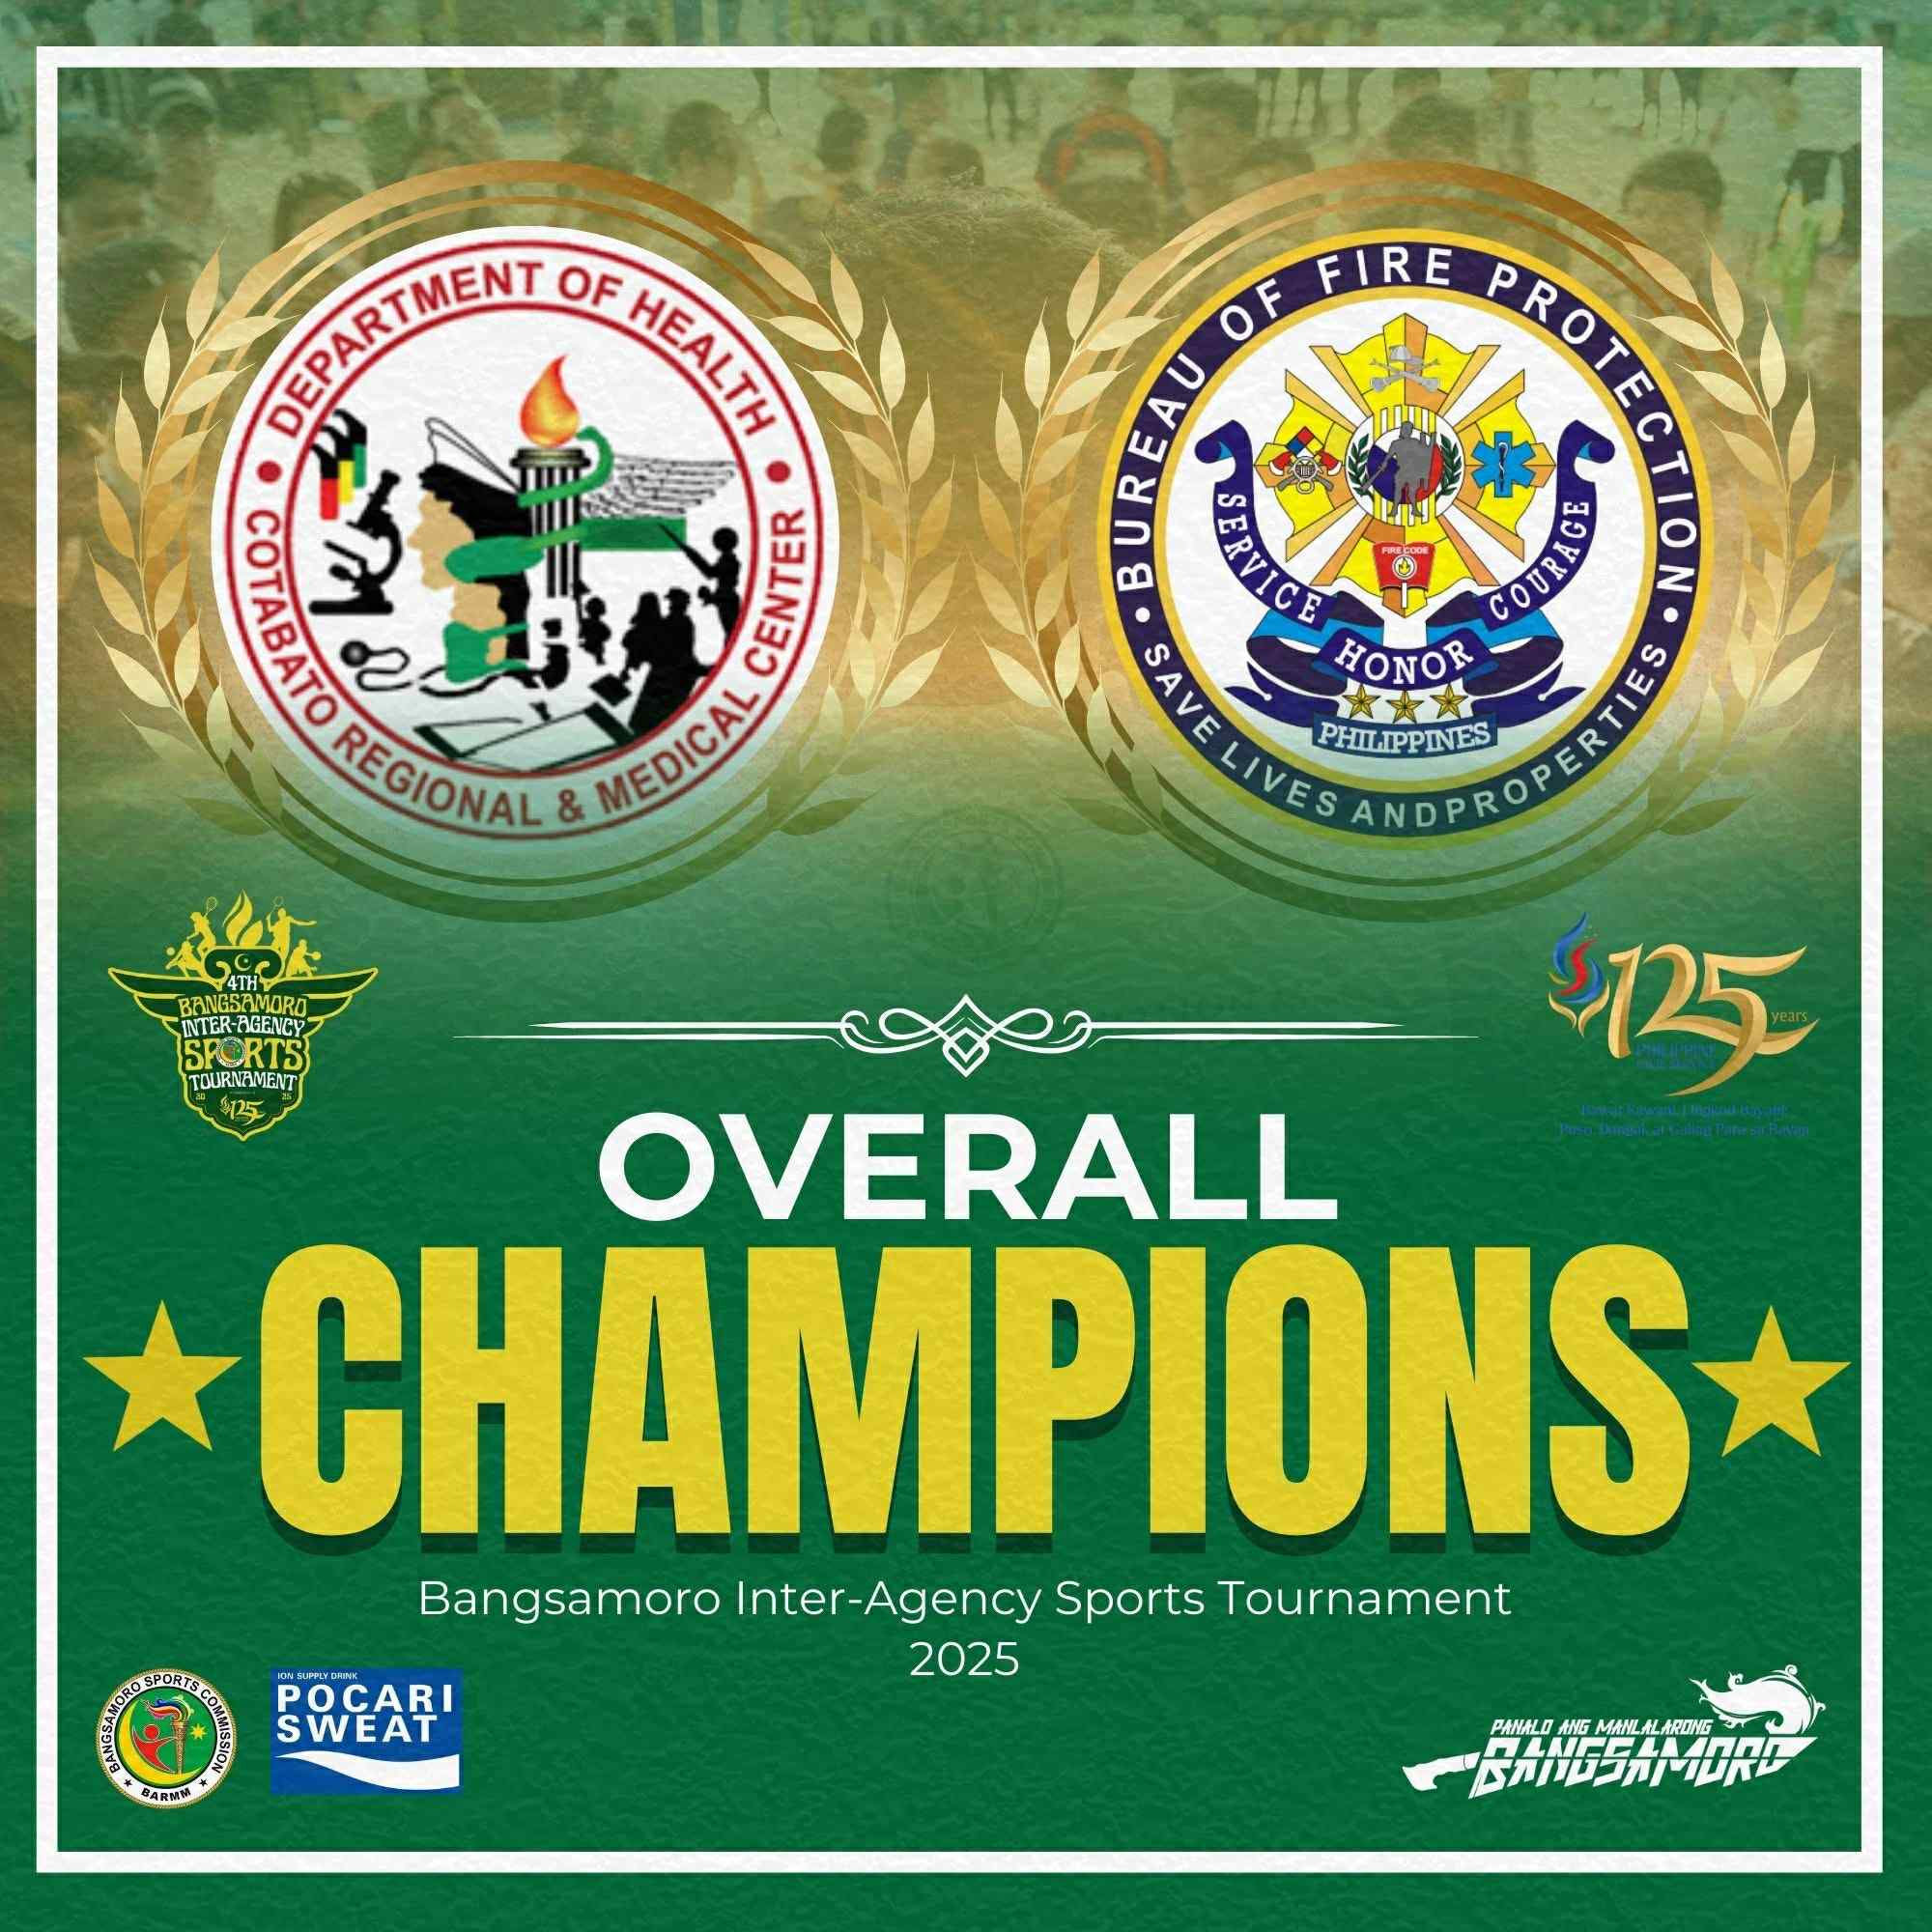 DEPARTMENT OF HEALTH
COTABATO REGIONAL & MEDICAL CENTER
BUREAU OF FIRE PROTECTION
SERVICE HONOR COURAGE
FIRE CODE
PHILIPPINES
SAVE LIVES ANDPROPERTIES
4TH
BANGSAMORO
INTER-AGENCY
SPORTS
TOURNAMENT
20 25
125
125
years
OVERALL
CHAMPIONS
Bangsamoro Inter-Agency Sports Tournament
2025
BANGSAMORO SPORTS COMMISSION
BARMM
ION SUPPLY DRINK
POCARI
SWEAT
PANALO ANG MANLALARONG
BANGSAMORO